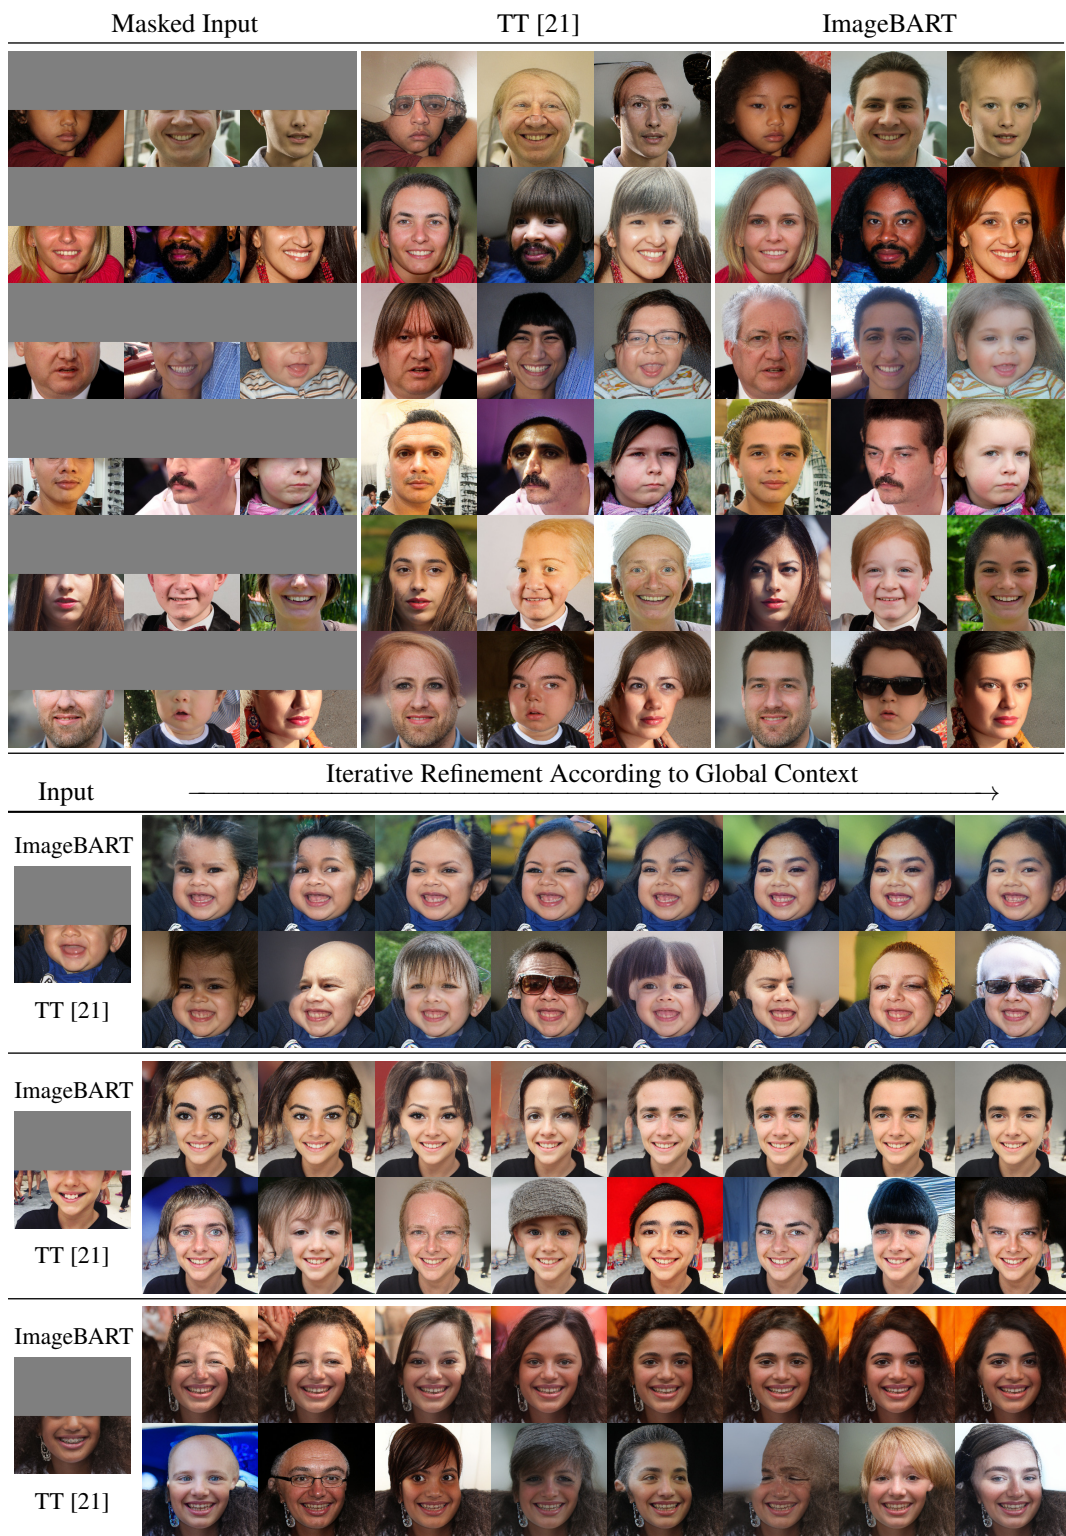 Masked Input
TT [21]
ImageBART
Iterative Refinement According to Global Context
Input
ImageBART
TT [21]
ImageBART
TT [21]
ImageBART
TT [21]